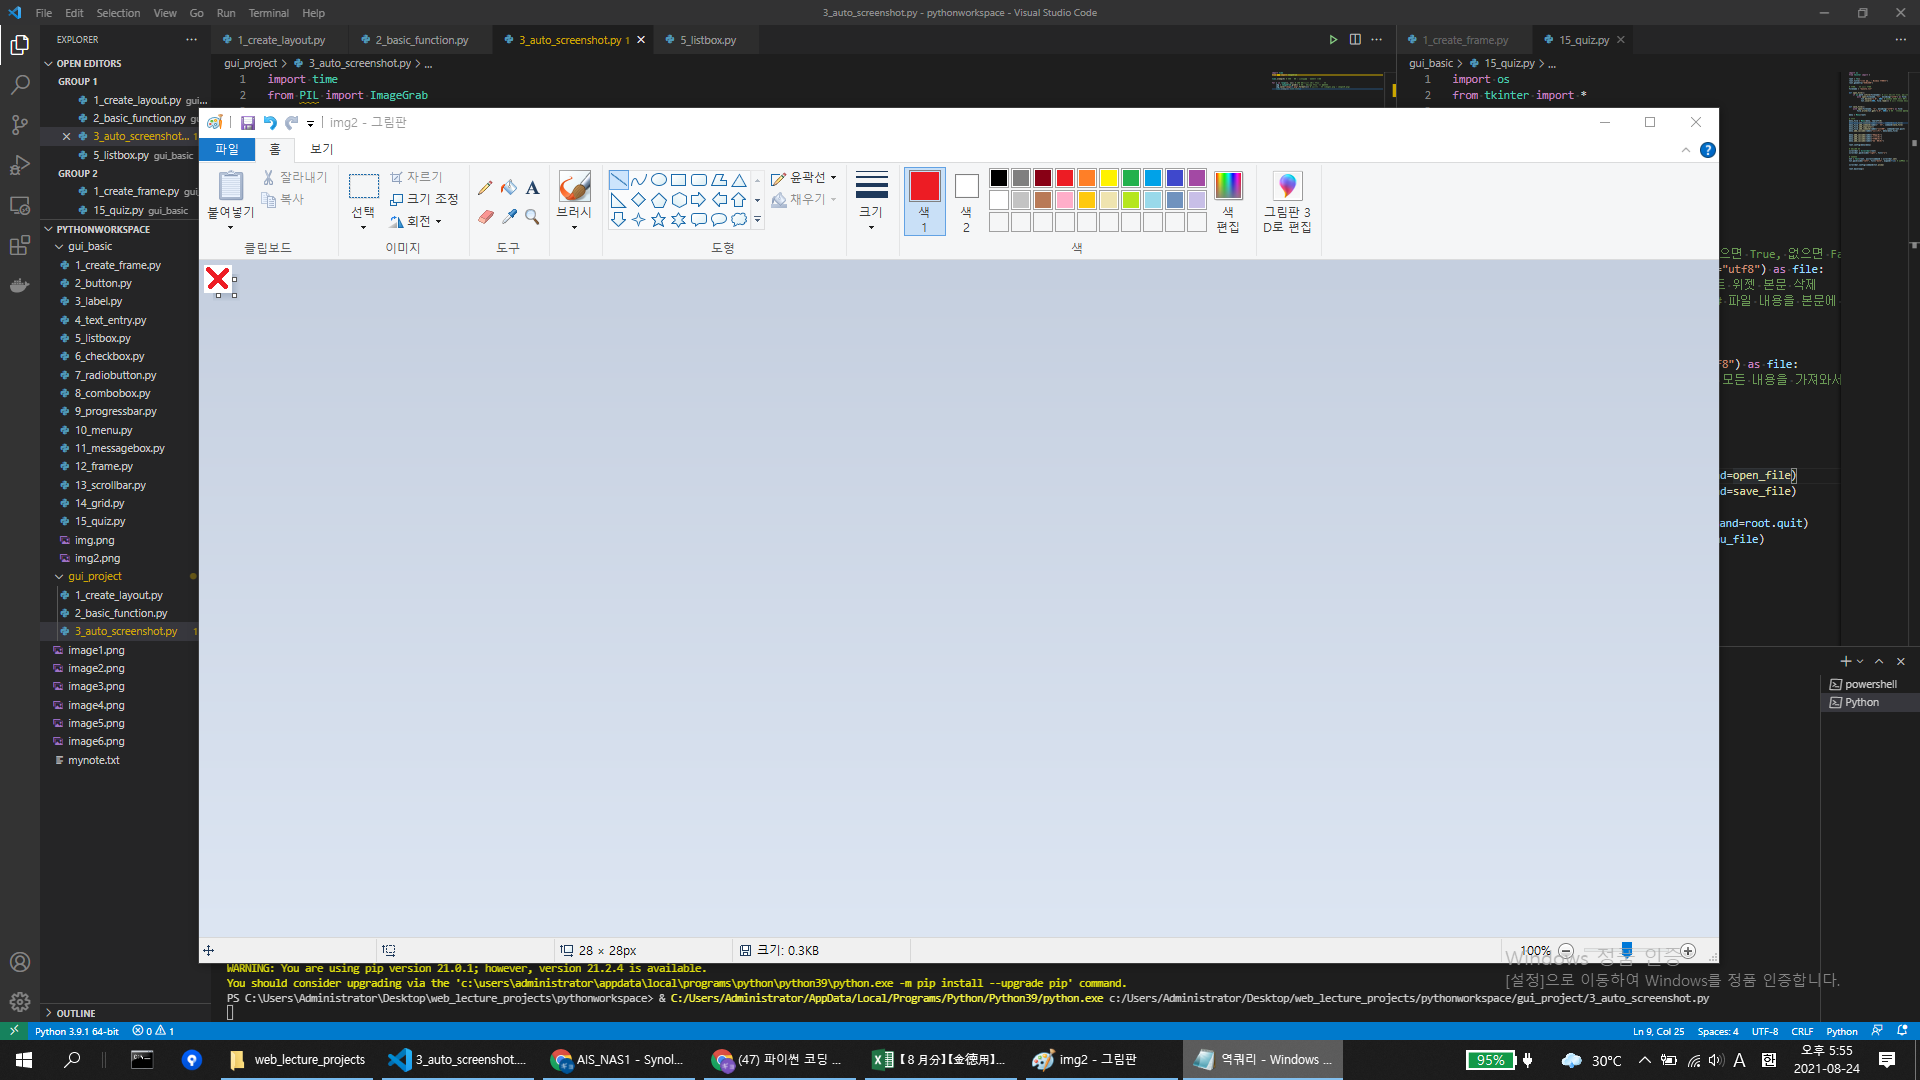 File Edit Selection View Go Run Terminal Help
3_auto_screenshot.py - pythonworkspace - Visual Studio Code
EXPLORER
1_create_layout.py
2_basic_function.py
3_auto_screenshot.py 1
5_listbox.py
1_create_frame.py
15_quiz.py
OPEN EDITORS
gui_project > 3_auto_screenshot.py > ...
gui_basic > 15_quiz.py > ...
GROUP 1
1 import time
1 import os
2 from PIL import ImageGrab
2 from tkinter import *
1_create_layout.py gui...
2_basic_function.py g
3_auto_screenshot... 1
5_listbox.py gui_basic
GROUP 2
1_create_frame.py gui
15_quiz.py gui_basic
PYTHONWORKSPACE
gui_basic
1_create_frame.py
2_button.py
3_label.py
4_text_entry.py
5_listbox.py
6_checkbox.py
7_radiobutton.py
8_combobox.py
9_progressbar.py
10_menu.py
11_messagebox.py
12_frame.py
13_scrollbar.py
14_grid.py
15_quiz.py
img.png
img2.png
gui_project
1_create_layout.py
2_basic_function.py
3_auto_screenshot.py 1
image1.png
image2.png
image3.png
image4.png
image5.png
image6.png
mynote.txt
OUTLINE
img2 - 그림판
파일 홈 보기
붙여넣기
잘라내기
복사
클립보드
선택
자르기
크기 조정
회전
이미지
A
도구
브러시
윤곽선
채우기
도형
크기
색
1
색
2
색
편집
색
그림판 3
D로 편집
28 × 28px
크기: 0.3KB
100%
으면 True, 없으면 Fa
="utf8") as file:
트 위젯 본문 삭제
파일 내용을 본문에
f8") as file:
모든 내용을 가져와서
d=open_file)
d=save_file)
and=root.quit)
u_file)
powershell
Python
WARNING: You are using pip version 21.0.1; however, version 21.2.4 is available.
You should consider upgrading via the 'c:\users\administrator\appdata\local\programs\python\python39\python.exe -m pip install --upgrade pip' command.
PS C:\Users\Administrator\Desktop\web_lecture_projects\pythonworkspace> & C:/Users/Administrator/AppData/Local/Programs/Python/Python39/python.exe c:/Users/Administrator/Desktop/web_lecture_projects/pythonworkspace/gui_project/3_auto_screenshot.py
Windows 정품 인증
[설정]으로 이동하여 Windows를 정품 인증합니다.
Python 3.9.1 64-bit 0 1
Ln 9, Col 25 Spaces: 4 UTF-8 CRLF Python
web_lecture_projects
3_auto_screenshot....
AIS_NAS1 - Synol...
(47) 파이썬 코딩 ...
【８月分】【金徳用】...
img2 - 그림판
역쿼리 - Windows ...
95%
30°C
A
오후 5:55
2021-08-24